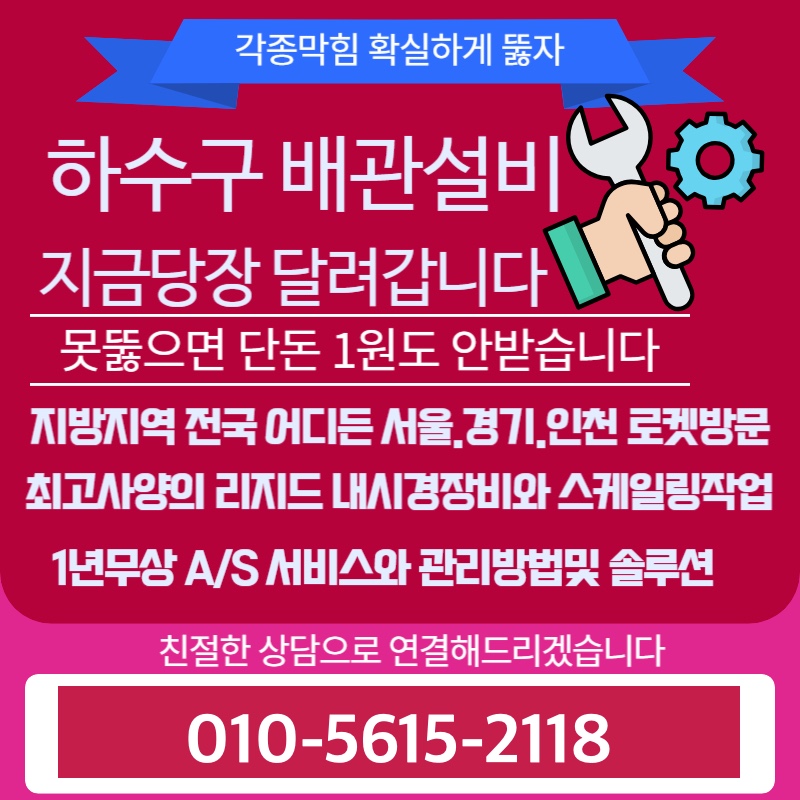 각종막힘 확실하게 뚫자
하수구 배관설비
지금당장 달려갑니다
못뚫으면 단돈 1원도 안받습니다
지방지역 전국 어디든 서울.경기.인천 로켓방문
최고사양의 리지드 내시경장비와 스케일링작업
1년무상 A/S 서비스와 관리방법및 솔루션
친절한 상담으로 연결해드리겠습니다
010-5615-2118